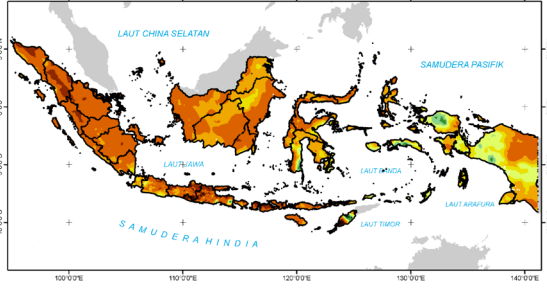 LAUT CHINA SELATAN
SAMUDERA PASIFIK
LAUT JAWA
LAUT BANDA
LAUT ARAFURA
LAUT TIMOR
SAMUDERA HINDIA
100°0'0"E
110°0'0"E
120°0'0"E
130°0'0"E
140°0'0"E